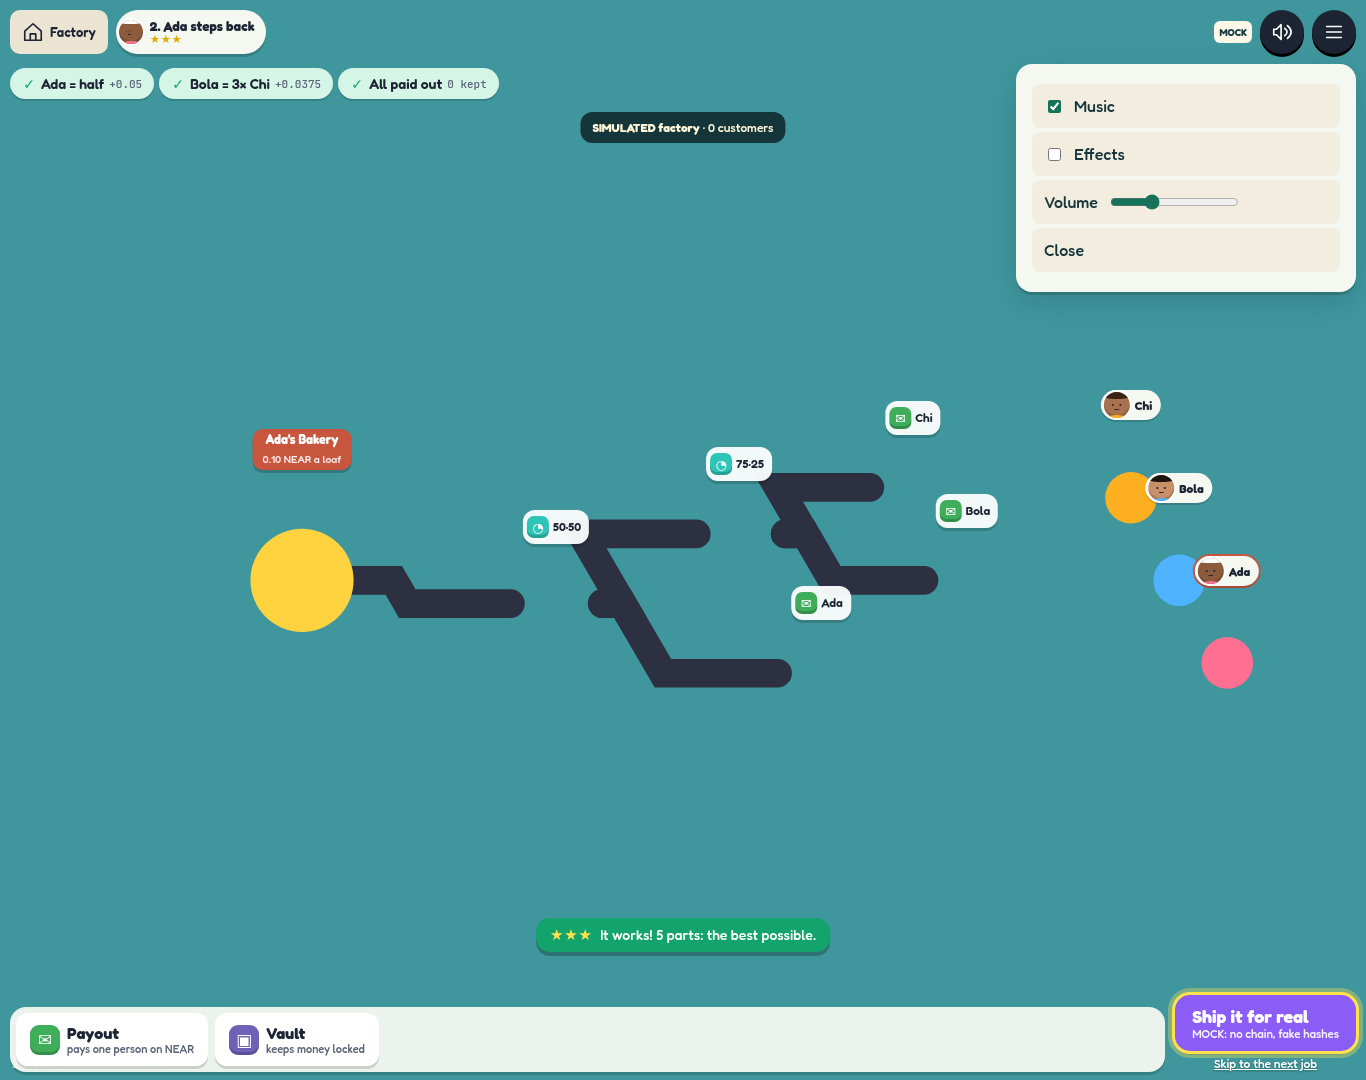 Factory
2. Ada steps back
★★★
MOCK
✓ Ada = half +0.05
✓ Bola = 3x Chi +0.0375
✓ All paid out 0 kept
SIMULATED factory · 0 customers
Music
Effects
Volume
Close
Chi
Chi
Ada's Bakery
0.10 NEAR a loaf
75·25
Bola
Bola
50·50
Ada
Ada
★★★ It works! 5 parts: the best possible.
Payout
pays one person on NEAR
Vault
keeps money locked
Ship it for real
MOCK: no chain, fake hashes
Skip to the next job